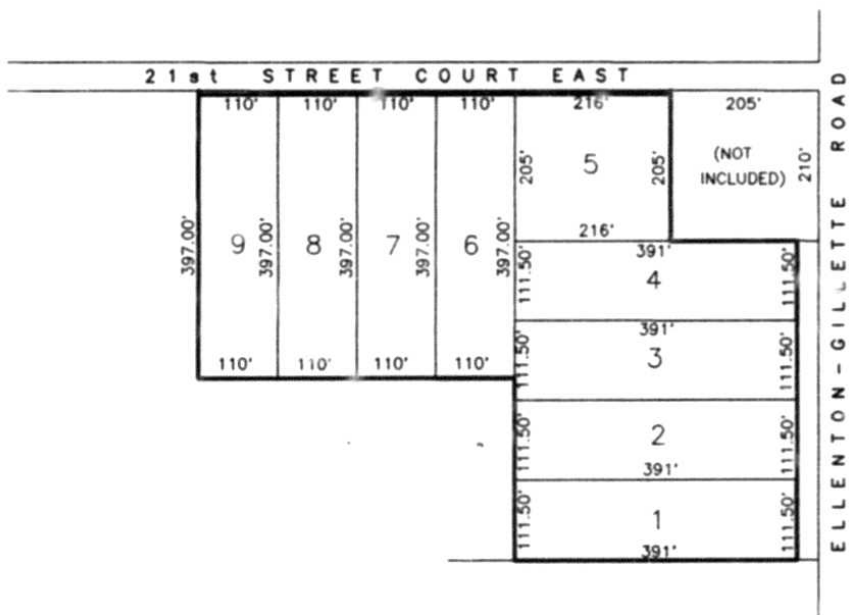 21st STREET COURT EAST
110' 110' 110' 110' 216' 205'
205' 5 205' (NOT INCLUDED) 210'
216'
397.00' 9 397.00' 8 397.00' 7 397.00' 6 397.00'
391'
111.50' 4 111.50'
391'
111.50' 3 111.50'
110' 110' 110' 110'
111.50' 2 111.50'
391'
111.50' 1 111.50'
391'
ELLENTON-GILLETTE ROAD